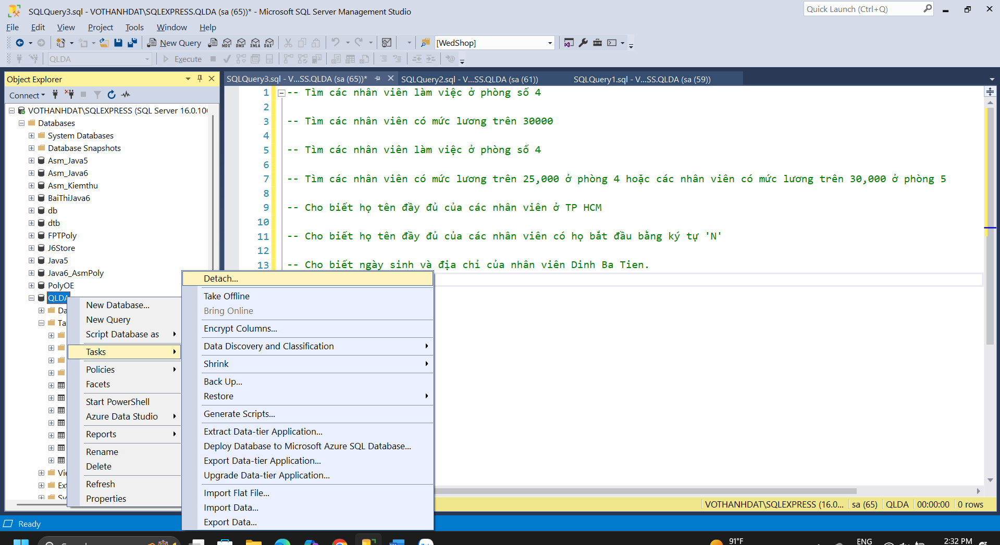 SQLQuery3.sql - VOTHANHDAT\SQLEXPRESS.QLDA (sa (65))* - Microsoft SQL Server Management Studio
Quick Launch (Ctrl+Q)
File Edit View Project Tools Window Help
New Query MDX DMX XMLA DAX [WedShop]
QLDA Execute
Object Explorer
SQLQuery3.sql - V...SS.QLDA (sa (65))* SQLQuery2.sql - V...SS.QLDA (sa (61)) SQLQuery1.sql - V...SS.QLDA (sa (59))
Connect
VOTHANHDAT\SQLEXPRESS (SQL Server 16.0.100
Databases
System Databases
Database Snapshots
Asm_Java5
Asm_Java6
Asm_Kiemthu
BaiThiJava6
db
dtb
FPTPoly
J6Store
Java5
Java6_AsmPoly
PolyOE
QLDA
Da
Ta
Vie
Ext
Sy
1 -- Tìm các nhân viên làm việc ở phòng số 4
2
3 -- Tìm các nhân viên có mức lương trên 30000
4
5 -- Tìm các nhân viên làm việc ở phòng số 4
6
7 -- Tìm các nhân viên có mức lương trên 25,000 ở phòng 4 hoặc các nhân viên có mức lương trên 30,000 ở phòng 5
8
9 -- Cho biết họ tên đầy đủ của các nhân viên ở TP HCM
10
11 -- Cho biết họ tên đầy đủ của các nhân viên có họ bắt đầu bằng ký tự 'N'
12
13 -- Cho biết ngày sinh và địa chỉ của nhân viên Dinh Ba Tien.
New Database...
New Query
Script Database as
Tasks
Policies
Facets
Start PowerShell
Azure Data Studio
Reports
Rename
Delete
Refresh
Properties
Detach...
Take Offline
Bring Online
Encrypt Columns...
Data Discovery and Classification
Shrink
Back Up...
Restore
Generate Scripts...
Extract Data-tier Application...
Deploy Database to Microsoft Azure SQL Database...
Export Data-tier Application...
Upgrade Data-tier Application...
Import Flat File...
Import Data...
Export Data...
VOTHANHDAT\SQLEXPRESS (16.0... sa (65) QLDA 00:00:00 0 rows
Ready
91°F
ENG
2:32 PM